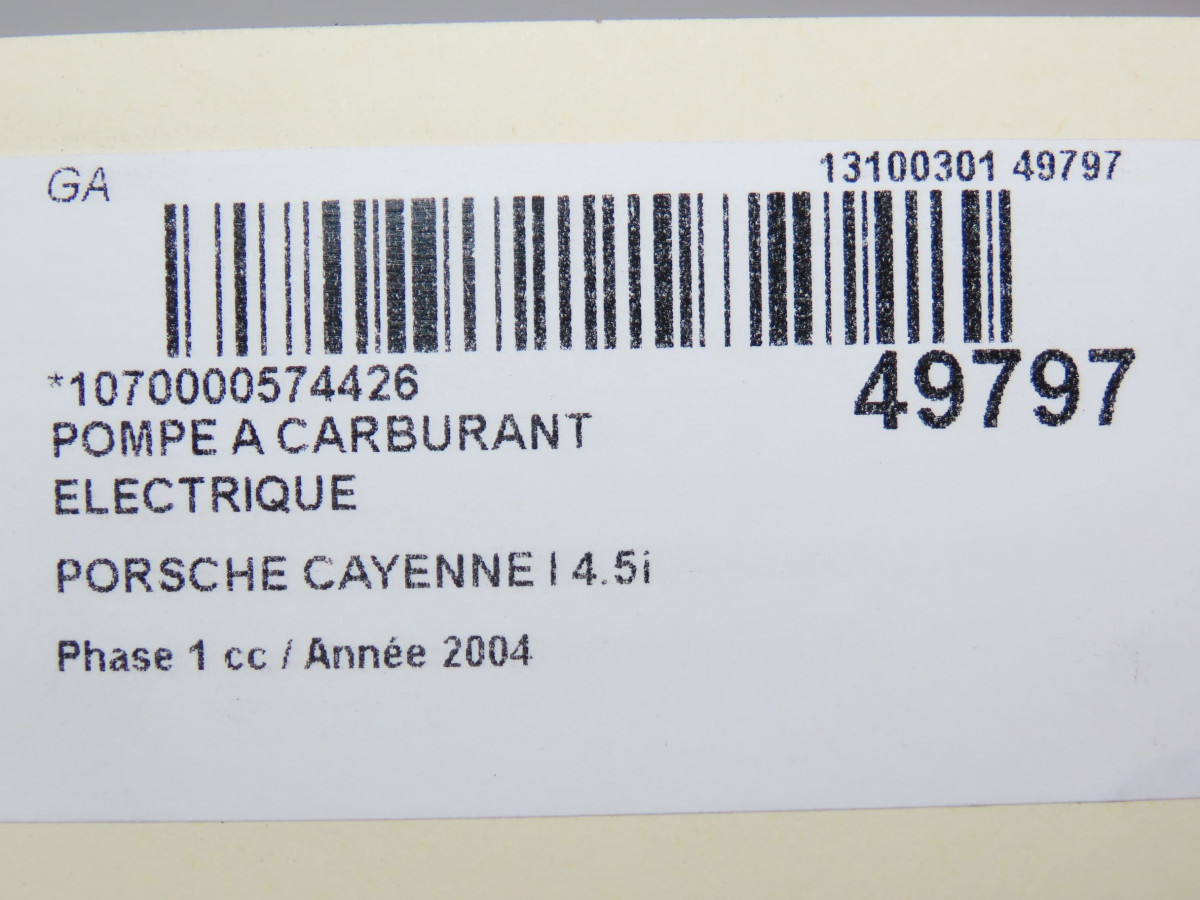 GA
13100301 49797
*1070000574426
49797
POMPE A CARBURANT
ELECTRIQUE
PORSCHE CAYENNE I 4.5i
Phase 1 cc / Année 2004